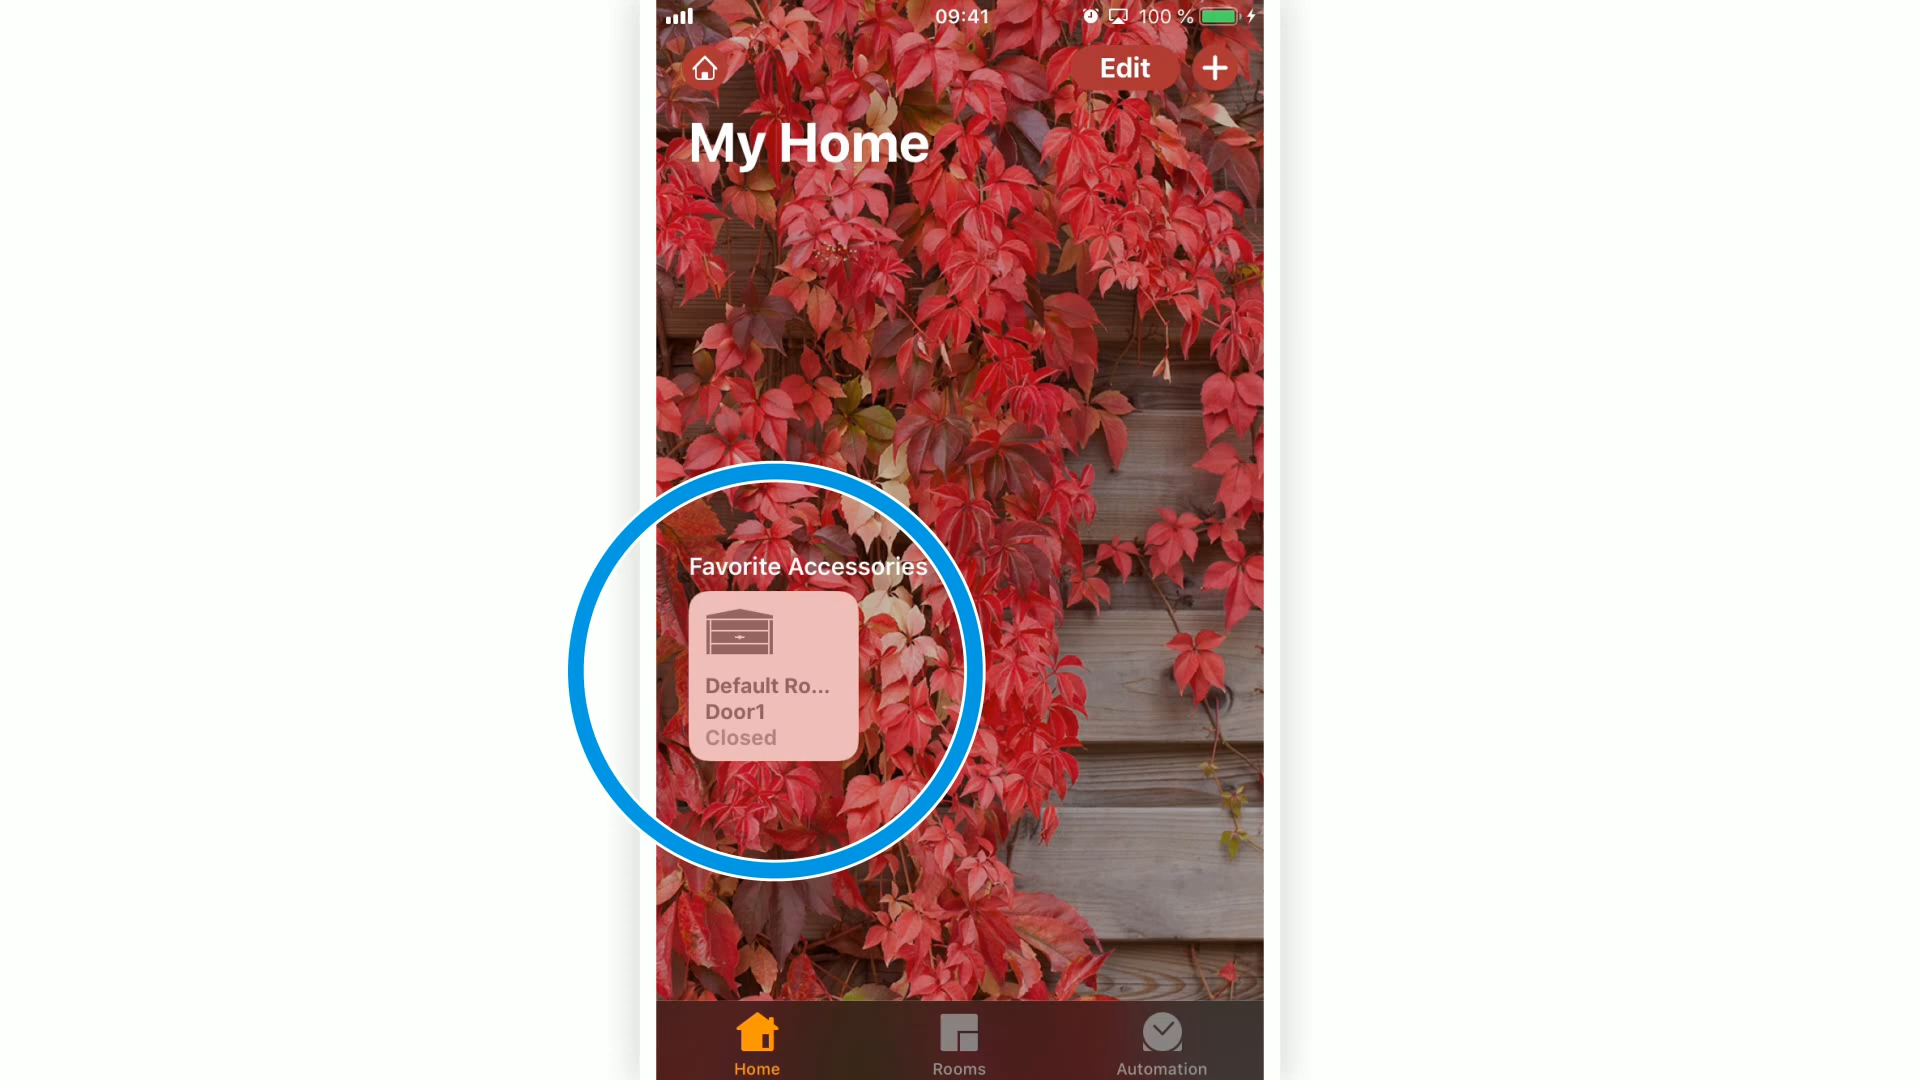 09:41
100 %
Edit
My Home
Favorite Accessories
Default Ro...
Door1
Closed
Home
Rooms
Automation